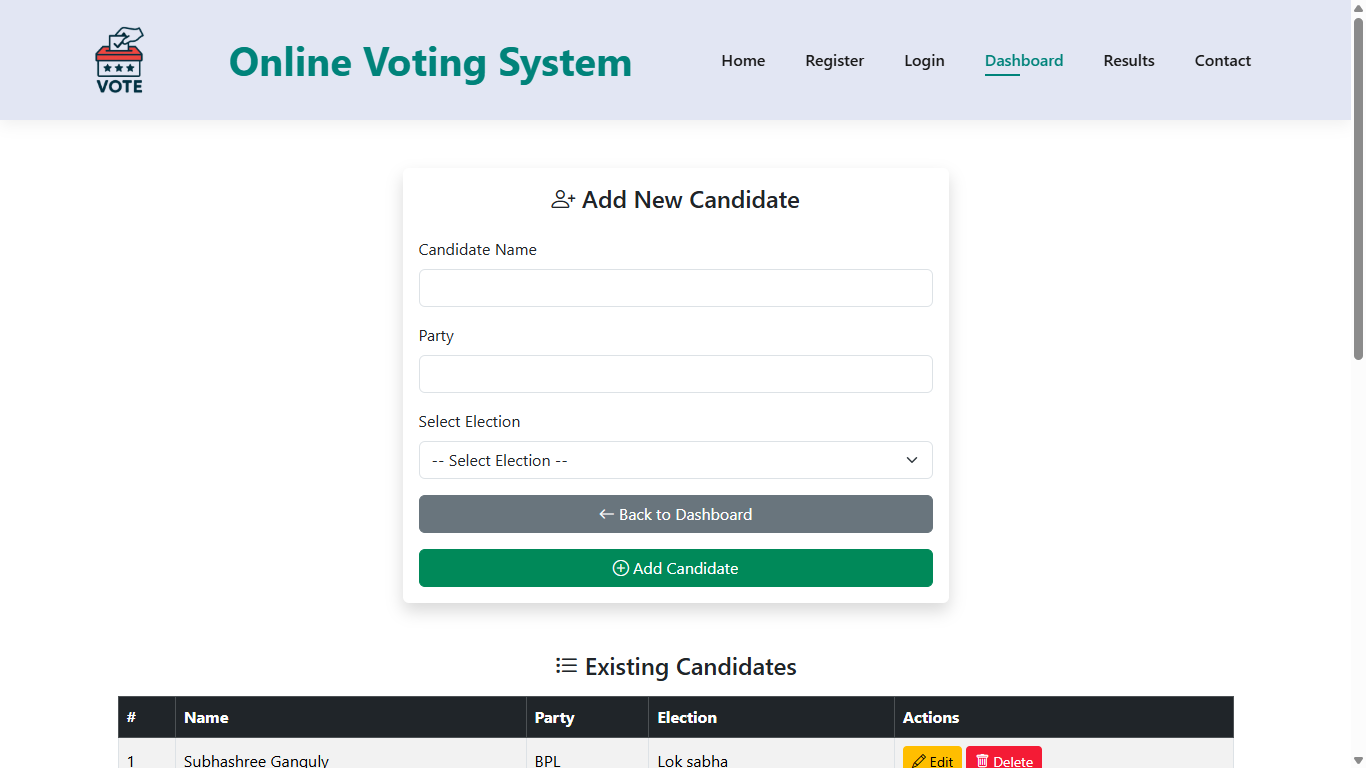 VOTE
Online Voting System
Home Register Login Dashboard Results Contact
Add New Candidate
Candidate Name
Party
Select Election
-- Select Election --
Back to Dashboard
Add Candidate
Existing Candidates
# Name Party Election Actions
1 Subhashree Ganguly BPL Lok sabha Edit Delete